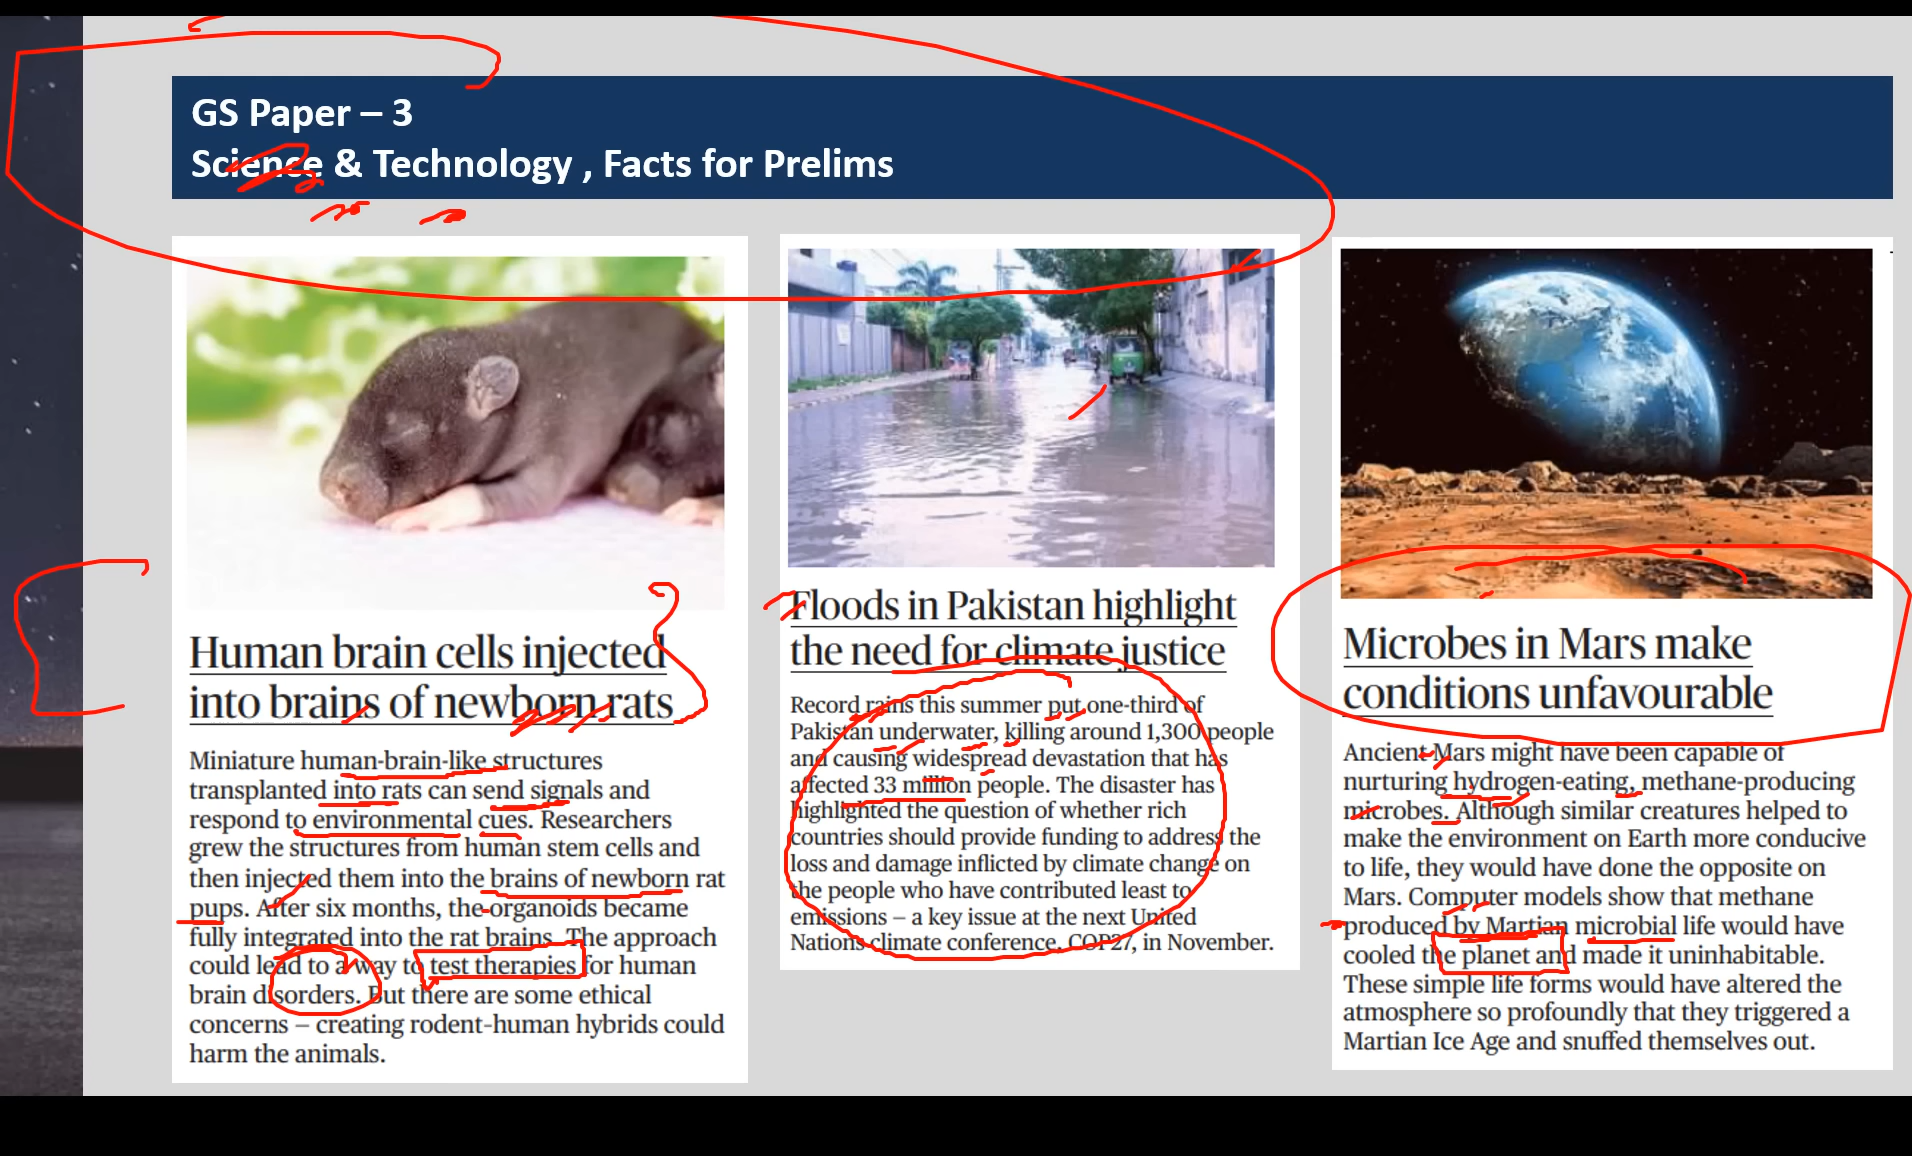 GS Paper – 3
Science & Technology , Facts for Prelims
Human brain cells injected
into brains of newborn rats
Miniature human-brain-like structures
transplanted into rats can send signals and
respond to environmental cues. Researchers
grew the structures from human stem cells and
then injected them into the brains of newborn rat
pups. After six months, the organoids became
fully integrated into the rat brains. The approach
could lead to a way to test therapies for human
brain disorders. But there are some ethical
concerns – creating rodent-human hybrids could
harm the animals.
Floods in Pakistan highlight
the need for climate justice
Record rains this summer put one-third of
Pakistan underwater, killing around 1,300 people
and causing widespread devastation that has
affected 33 million people. The disaster has
highlighted the question of whether rich
countries should provide funding to address the
loss and damage inflicted by climate change on
the people who have contributed least to
emissions – a key issue at the next United
Nations climate conference, COP27, in November.
Microbes in Mars make
conditions unfavourable
Ancient Mars might have been capable of
nurturing hydrogen-eating, methane-producing
microbes. Although similar creatures helped to
make the environment on Earth more conducive
to life, they would have done the opposite on
Mars. Computer models show that methane
produced by Martian microbial life would have
cooled the planet and made it uninhabitable.
These simple life forms would have altered the
atmosphere so profoundly that they triggered a
Martian Ice Age and snuffed themselves out.